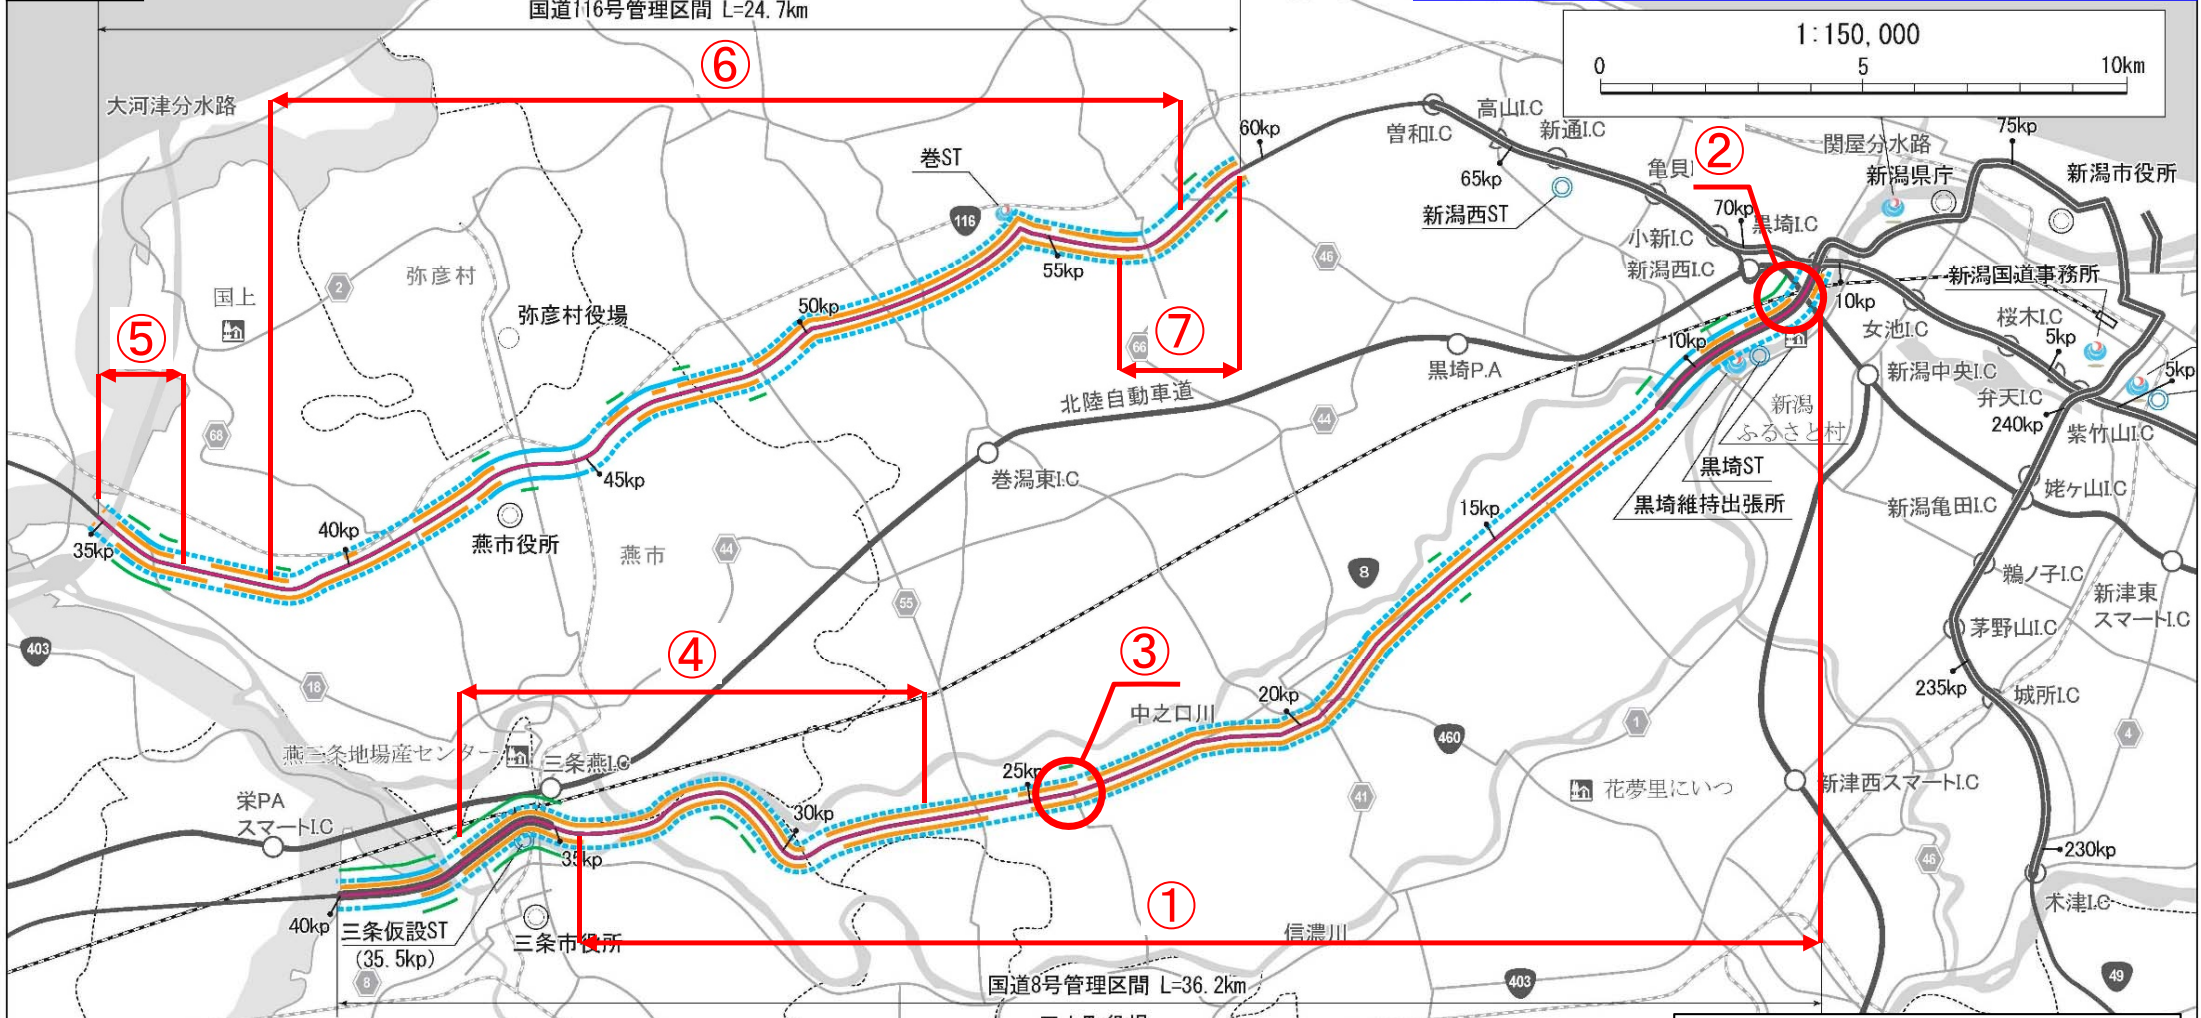 国道116号管理区間 L=24.7km
1:150,000
0 5 10km
⑥
大河津分水路
高山I.C
新通I.C
曽和I.C
60kp
75kp
関屋分水路
②
巻ST
亀貝I
65kp
新潟県庁
新潟市役所
新潟西ST
116
70kp
黒埼I.C
小新I.C
新潟西I.C
46
55kp
弥彦村
2
国上
新潟国道事務所
10kp
女池I.C
桜木I.C
50kp
弥彦村役場
⑤
⑦
66
10kp
5kp
5kp
黒埼P.A
新潟中央I.C
弁天I.C
240kp
紫竹山I.C
北陸自動車道
44
新潟
ふるさと村
68
巻潟東I.C
黒埼ST
45kp
姥ヶ山I.C
黒埼維持出張所
新潟亀田I.C
15kp
40kp
燕市役所
35kp
燕市
44
8
鵜ノ子I.C
新津東
スマートI.C
55
茅野山I.C
403
④
③
18
235kp
城所I.C
20kp
中之口川
1
460
4
燕三条地場産センター
三条燕I.C
25kp
新津西スマートI.C
花夢里にいつ
41
栄PA
スマートI.C
30kp
35kp
230kp
46
①
古津I.C
40kp
三条仮設ST
(35.5kp)
三条市役所
信濃川
8
国道8号管理区間 L=36.2km
403
49